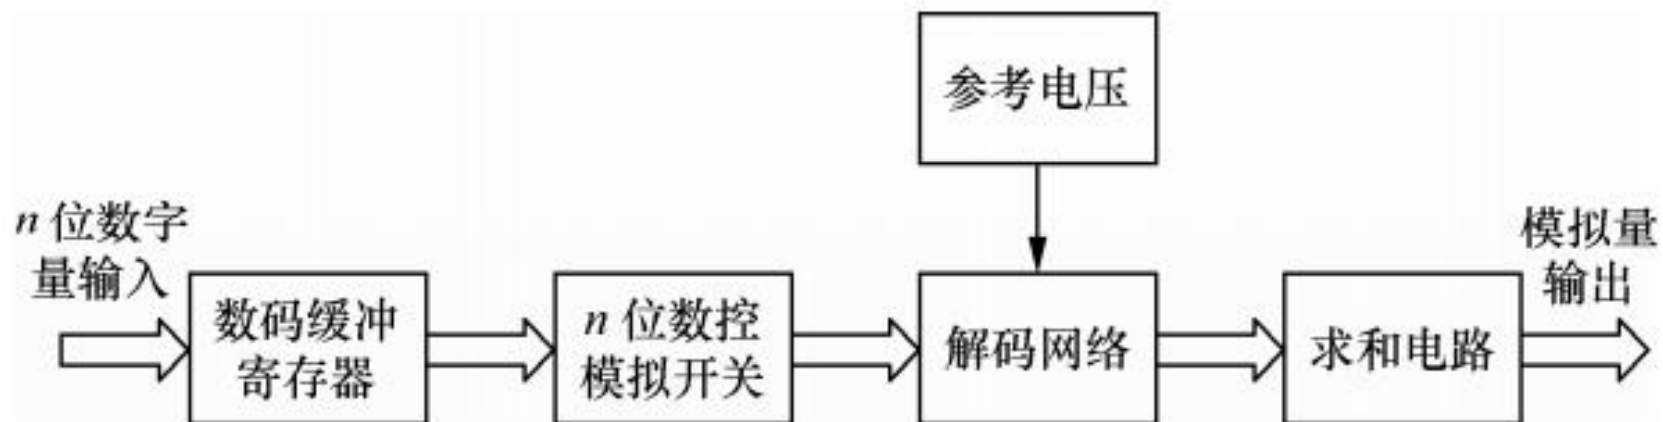 参考电压
n 位数字
量输入
数码缓冲
寄存器
n 位数控
模拟开关
解码网络
求和电路
模拟量
输出